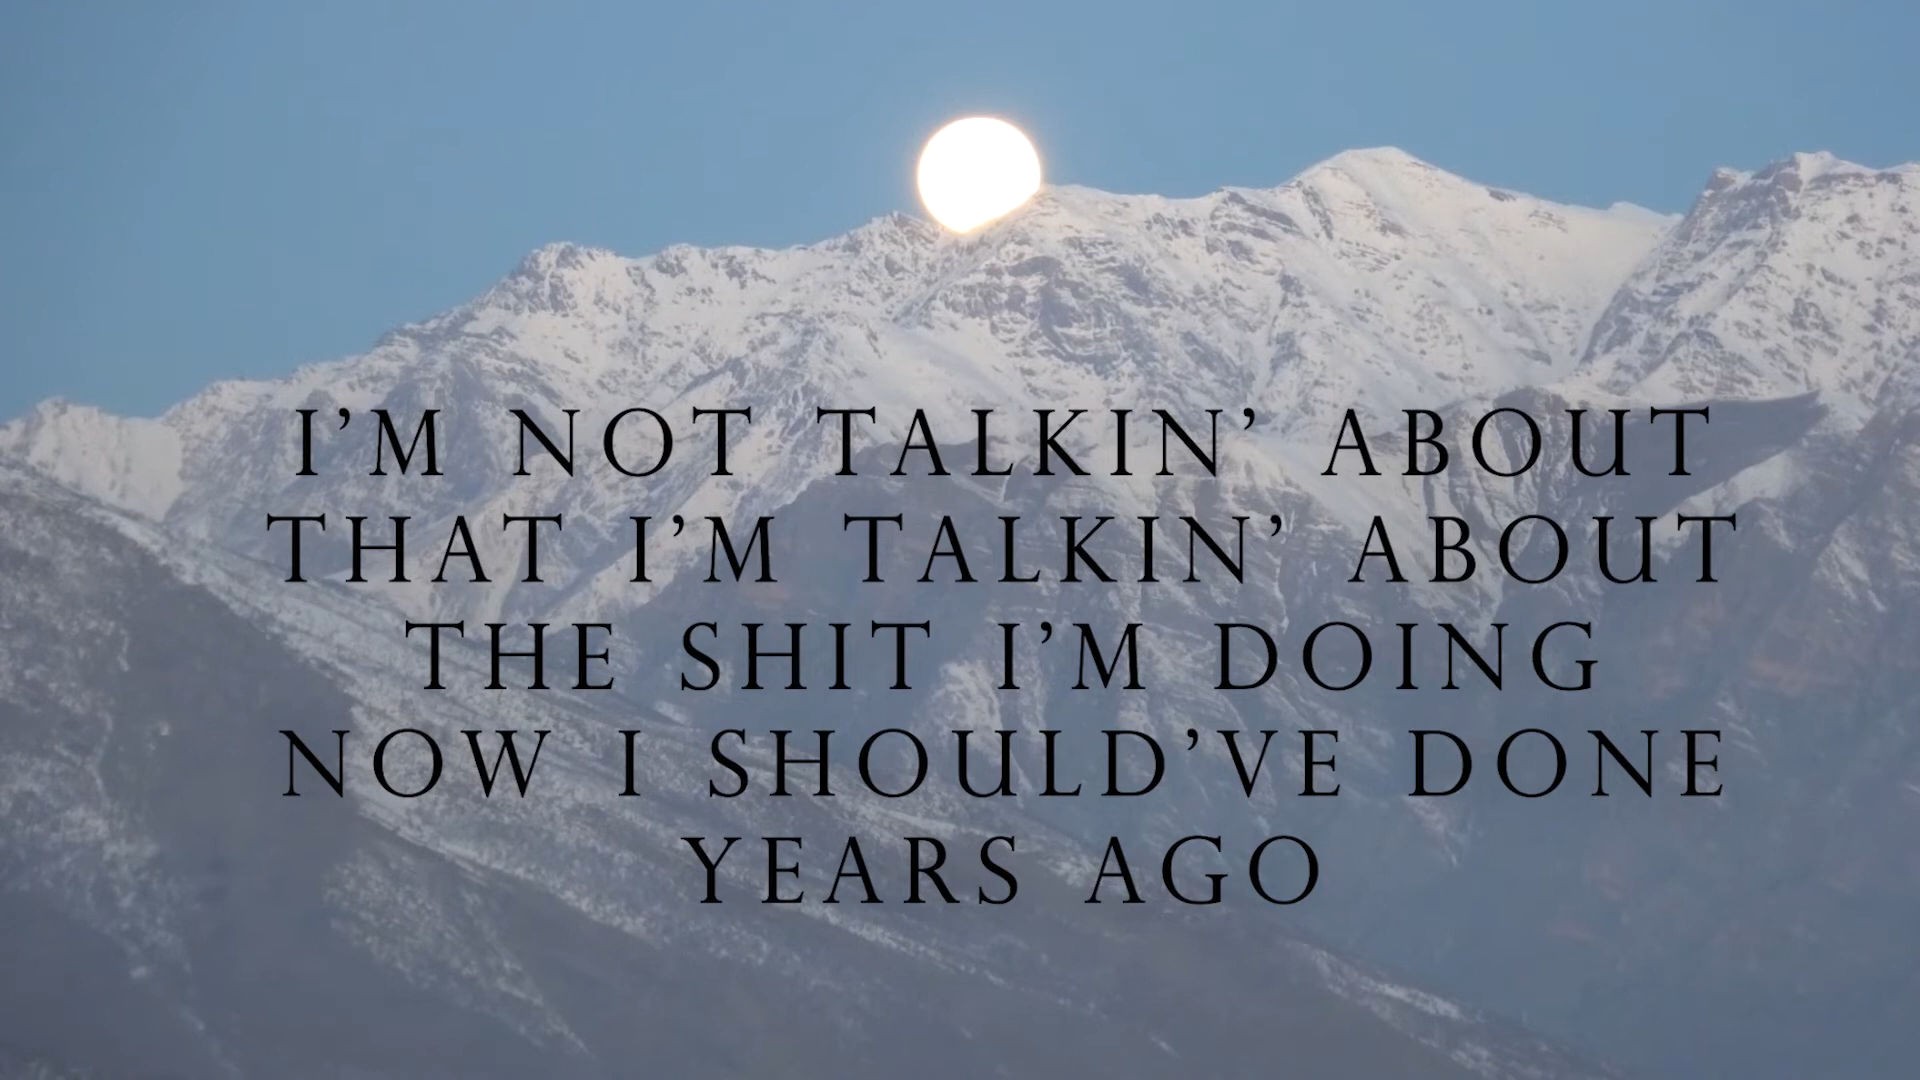 I’M NOT TALKIN’ ABOUT
THAT I’M TALKIN’ ABOUT
THE SHIT I’M DOING
NOW I SHOULD’VE DONE
YEARS AGO